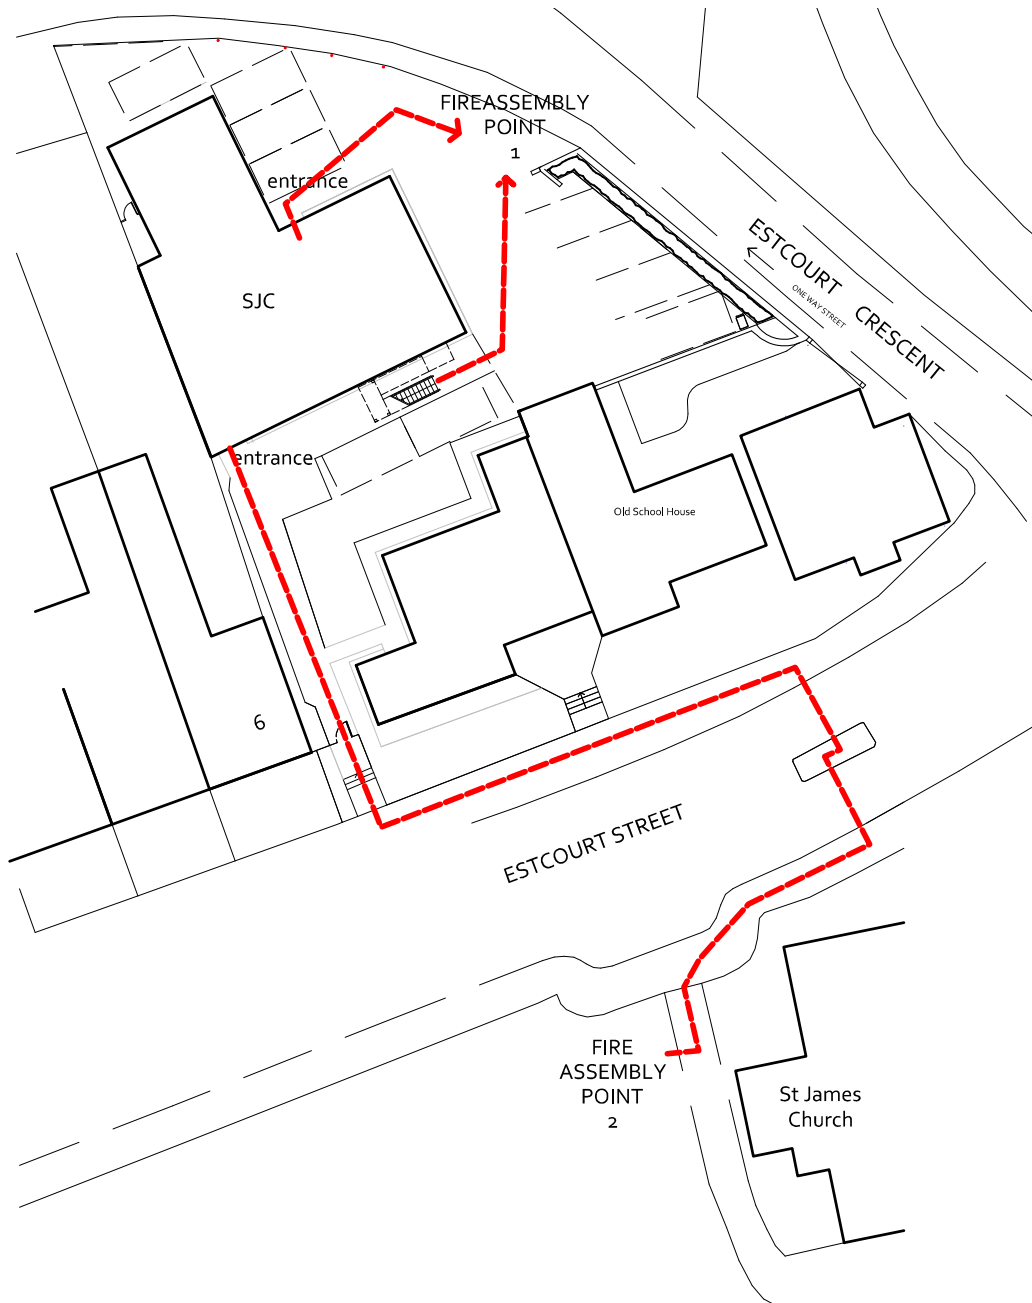 FIREASSEMBLY
POINT
1
entrance
ESTCOURT CRESCENT
ONE WAY STREET
SJC
entrance
Old School House
6
ESTCOURT STREET
FIRE
ASSEMBLY
POINT
2
St James
Church